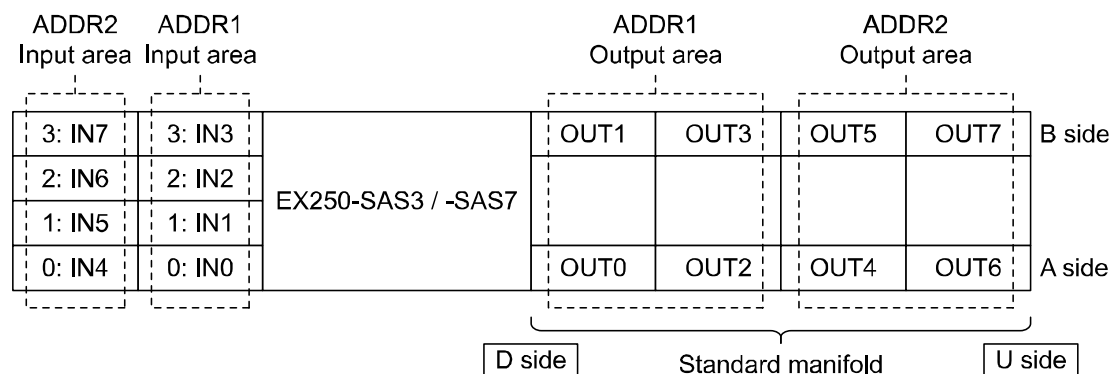 ADDR2 ADDR1 ADDR1 ADDR2
Input area Input area Output area Output area
3: IN7 3: IN3 OUT1 OUT3 OUT5 OUT7 B side
2: IN6 2: IN2
EX250-SAS3 / -SAS7
1: IN5 1: IN1
0: IN4 0: IN0 OUT0 OUT2 OUT4 OUT6 A side
D side Standard manifold U side